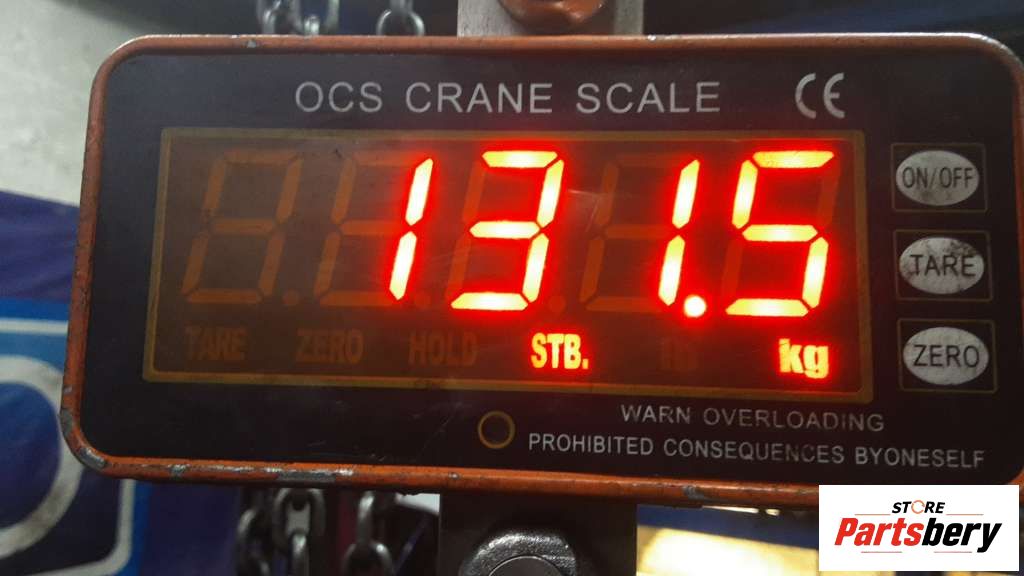 OCS CRANE SCALE CE
131.5
ON/OFF
TARE
ZERO
TARE ZERO HOLD STB. lb kg
WARN OVERLOADING
PROHIBITED CONSEQUENCES BYONESELF
STORE
Partsbery